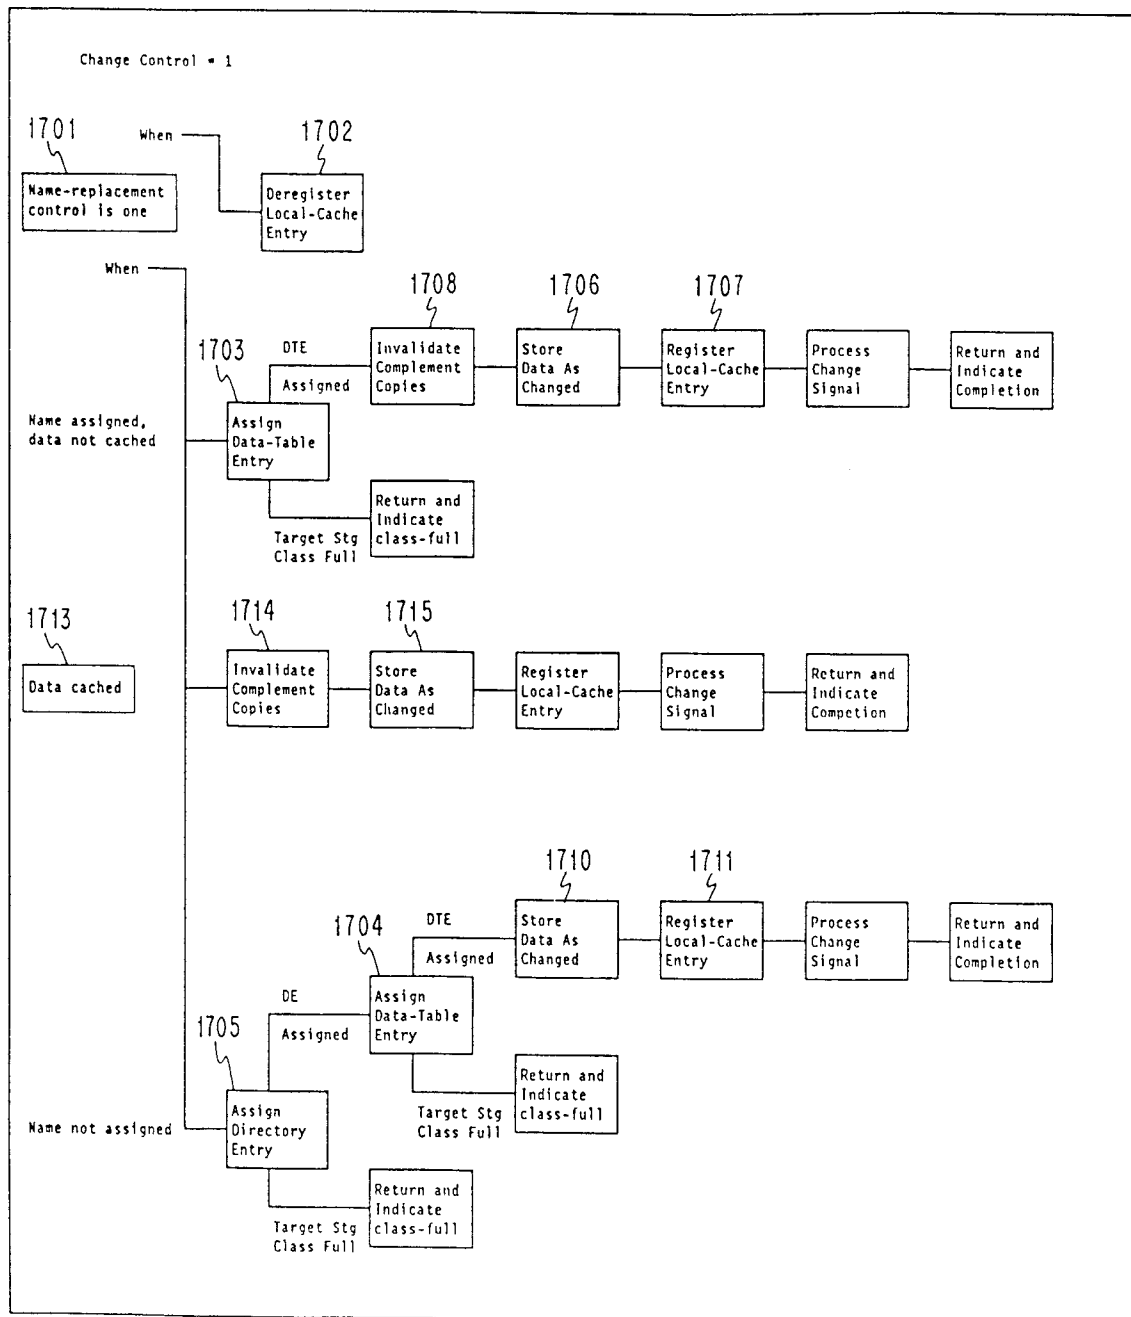 Change Control = 1
1701
When
1702
Name-replacement
control is one
Deregister
Local-Cache
Entry
When
1708
1706
1707
1703
DTE
Assigned
Invalidate
Complement
Copies
Store
Data As
Changed
Register
Local-Cache
Entry
Process
Change
Signal
Return and
Indicate
Completion
Name assigned,
data not cached
Assign
Data-Table
Entry
Target Stg
Class Full
Return and
Indicate
class-full
1713
1714
1715
Data cached
Invalidate
Complement
Copies
Store
Data As
Changed
Register
Local-Cache
Entry
Process
Change
Signal
Return and
Indicate
Competion
1710
1711
1704
DTE
Assigned
Store
Data As
Changed
Register
Local-Cache
Entry
Process
Change
Signal
Return and
Indicate
Completion
1705
DE
Assigned
Assign
Data-Table
Entry
Target Stg
Class Full
Return and
Indicate
class-full
Name not assigned
Assign
Directory
Entry
Target Stg
Class Full
Return and
Indicate
class-full